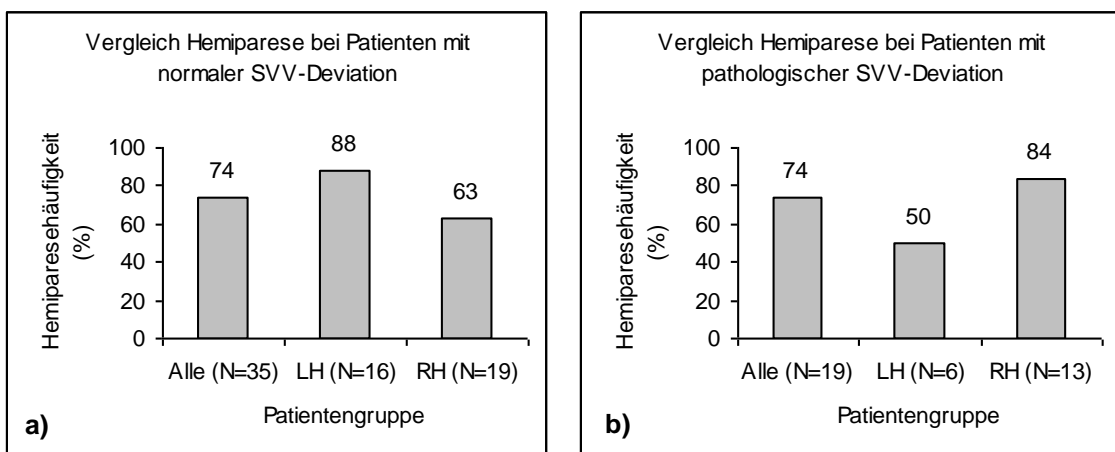 Vergleich Hemiparese bei Patienten mit
normaler SVV-Deviation
Hemiparesehäufigkeit
(%)
100
80
60
40
20
0
74
88
63
Alle (N=35)
LH (N=16)
RH (N=19)
Patientengruppe
a)
Vergleich Hemiparese bei Patienten mit
pathologischer SVV-Deviation
Hemiparesehäufigkeit
(%)
100
80
60
40
20
0
74
50
84
Alle (N=19)
LH (N=6)
RH (N=13)
Patientengruppe
b)